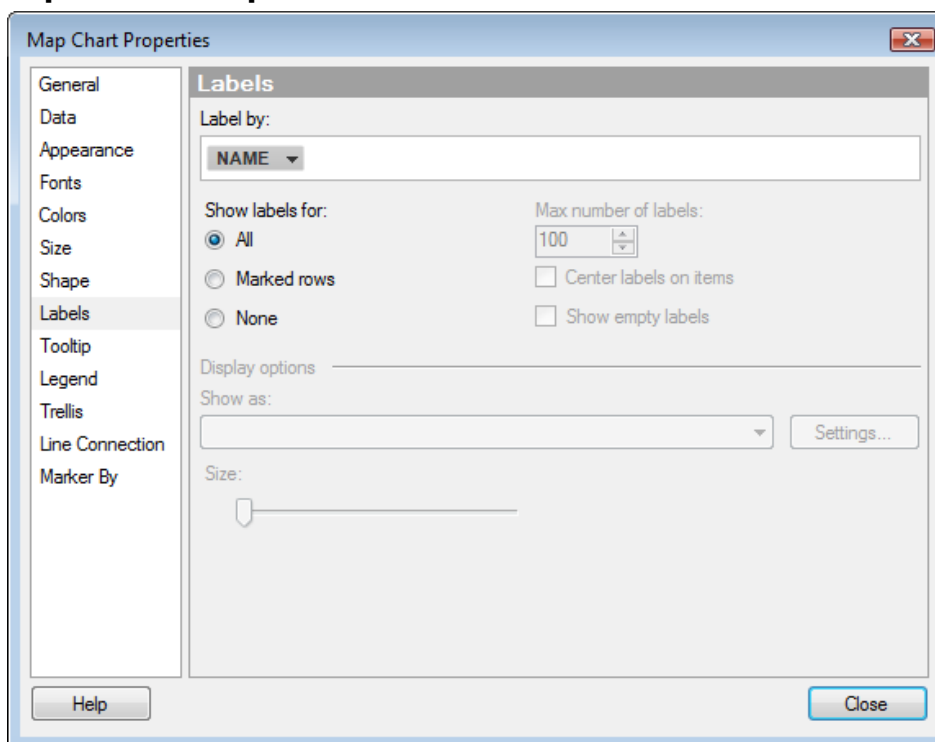 Map Chart Properties
General
Data
Appearance
Fonts
Colors
Size
Shape
Labels
Tooltip
Legend
Trellis
Line Connection
Marker By
Labels
Label by:
NAME
Show labels for:
All
Marked rows
None
Max number of labels:
100
Center labels on items
Show empty labels
Display options
Show as:
Settings...
Size:
Help
Close